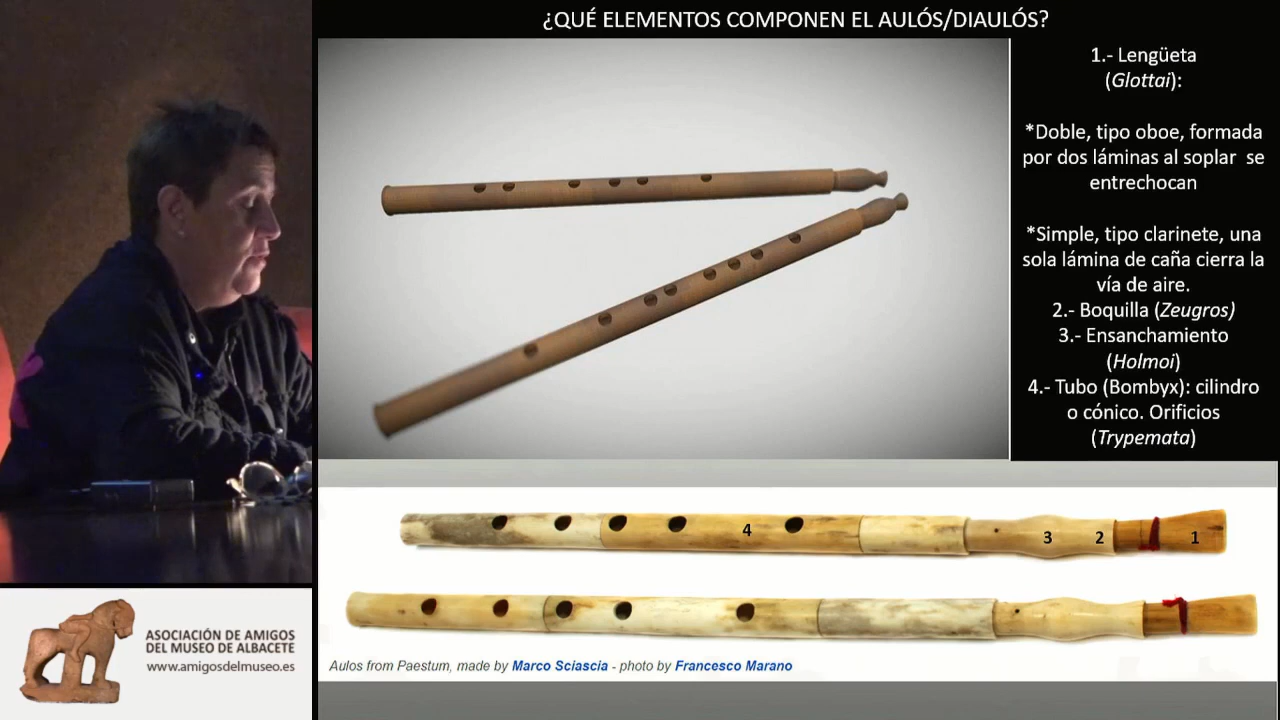 ¿QUÉ ELEMENTOS COMPONEN EL AULÓS/DIAULÓS?
1.- Lengüeta
(Glottai):
*Doble, tipo oboe, formada
por dos láminas al soplar se
entrechocan
*Simple, tipo clarinete, una
sola lámina de caña cierra la
vía de aire.
2.- Boquilla (Zeugros)
3.- Ensanchamiento
(Holmoi)
4.- Tubo (Bombyx): cilindro
o cónico. Orificios
(Trypemata)
4 3 2 1
Aulos from Paestum, made by Marco Sciascia - photo by Francesco Marano
ASOCIACIÓN DE AMIGOS
DEL MUSEO DE ALBACETE
www.amigosdelmuseo.es